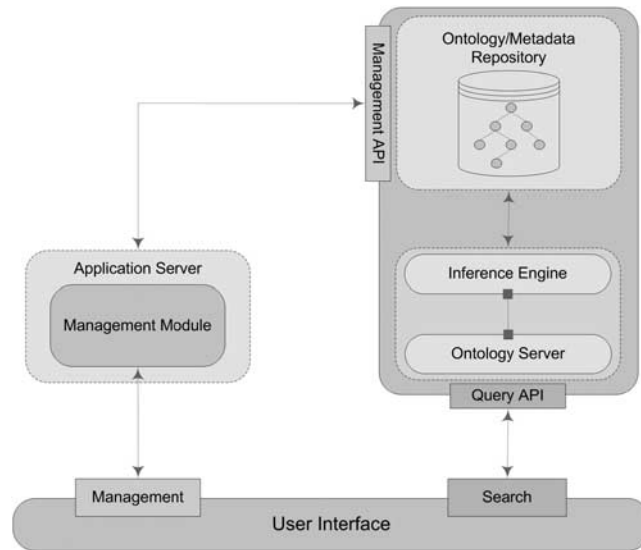 Ontology/Metadata
Repository
Management API
Application Server
Management Module
Inference Engine
Ontology Server
Query API
Management
Search
User Interface